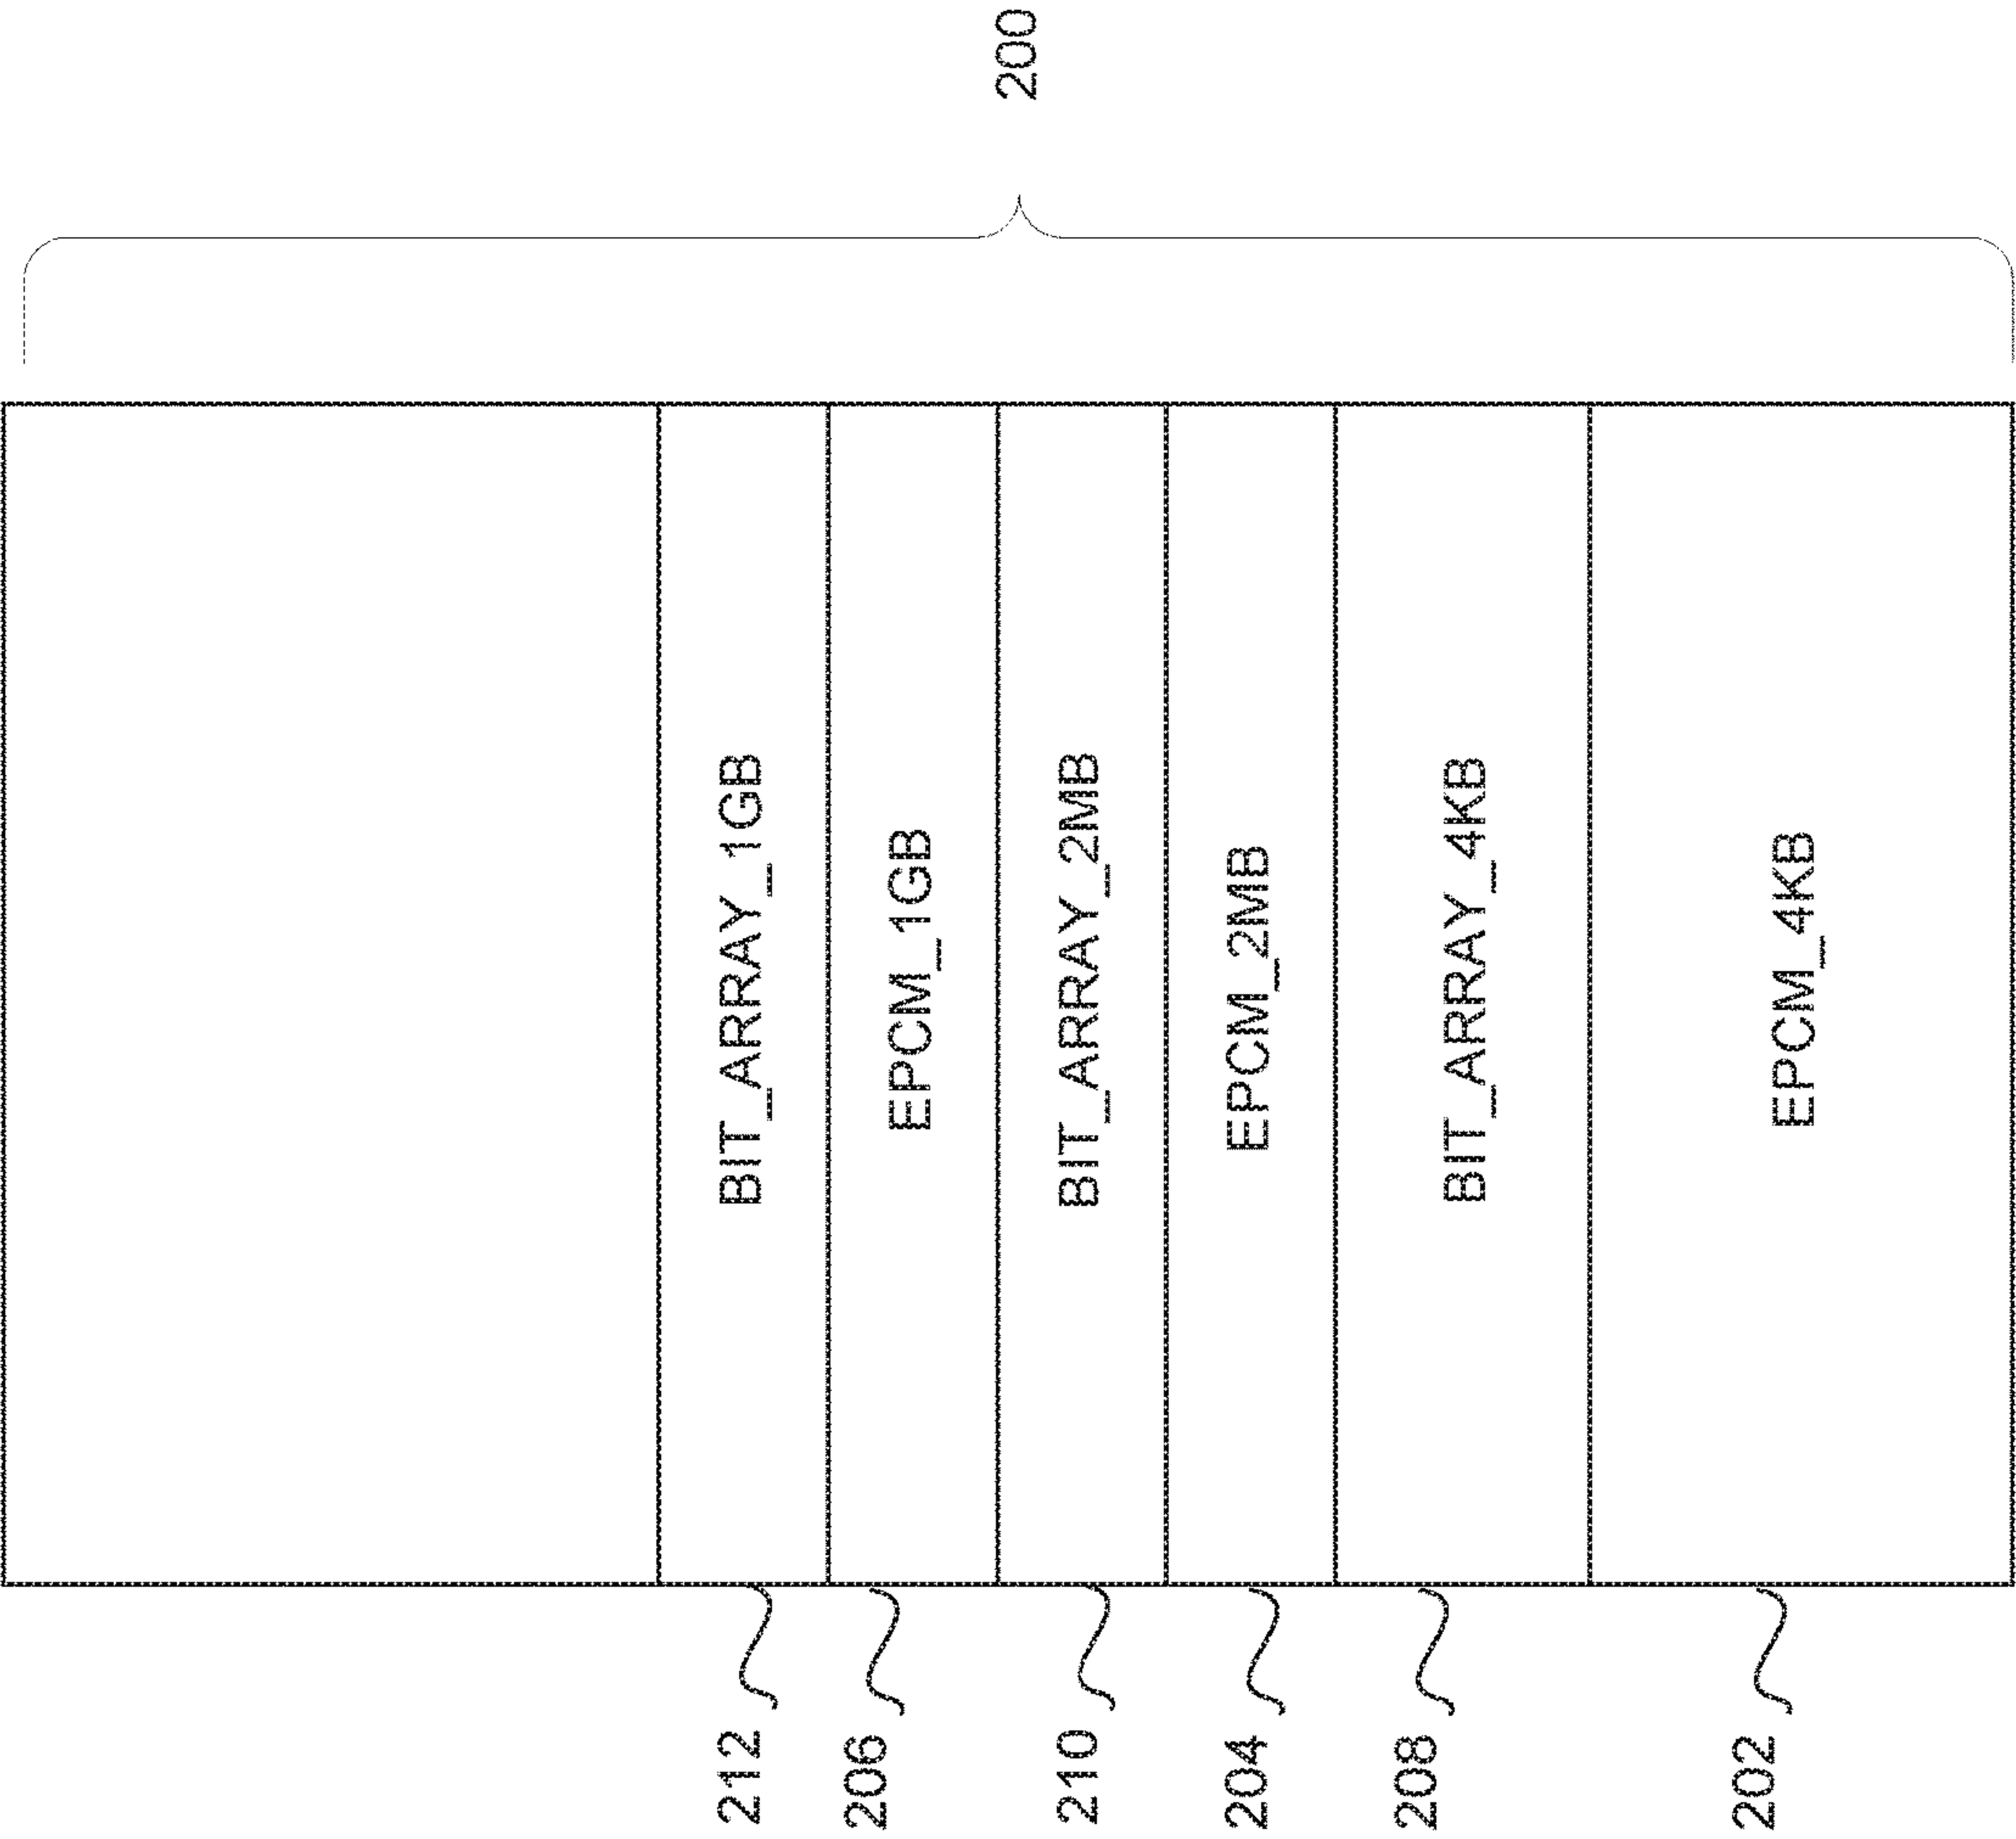 200
BIT_ARRAY_1GB
EPCM_1GB
BIT_ARRAY_2MB
EPCM_2MB
BIT_ARRAY_4KB
EPCM_4KB
212
206
210
204
208
202